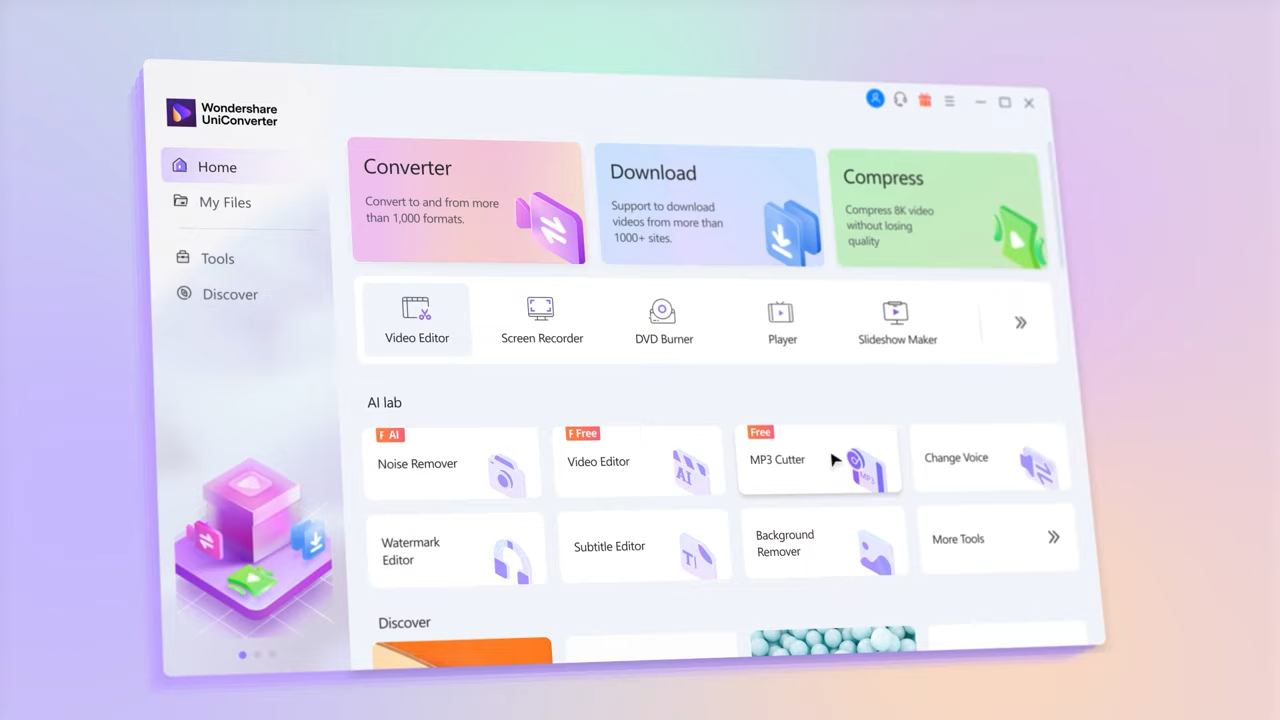 Wondershare
UniConverter
Home
My Files
Tools
Discover
Converter
Convert to and from more
than 1,000 formats.
Download
Support to download
videos from more than
1000+ sites.
Compress
Compress 8K video
without losing
quality
Video Editor
Screen Recorder
DVD Burner
Player
Slideshow Maker
AI lab
F AI
Noise Remover
F Free
Video Editor
AI
Free
MP3 Cutter
MP3
Change Voice
Watermark
Editor
Subtitle Editor
T
Background
Remover
More Tools
Discover